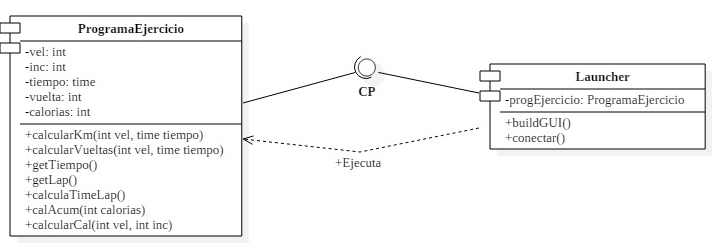 ProgramaEjercicio
-vel: int
-inc: int
-tiempo: time
-vuelta: int
-calorias: int
+calcularKm(int vel, time tiempo)
+calcularVueltas(int vel, time tiempo)
+getTiempo()
+getLap()
+calculaTimeLap()
+calAcum(int calorias)
+calcularCal(int vel, int inc)
CP
+Ejecuta
Launcher
-progEjercicio: ProgramaEjercicio
+buildGUI()
+conectar()